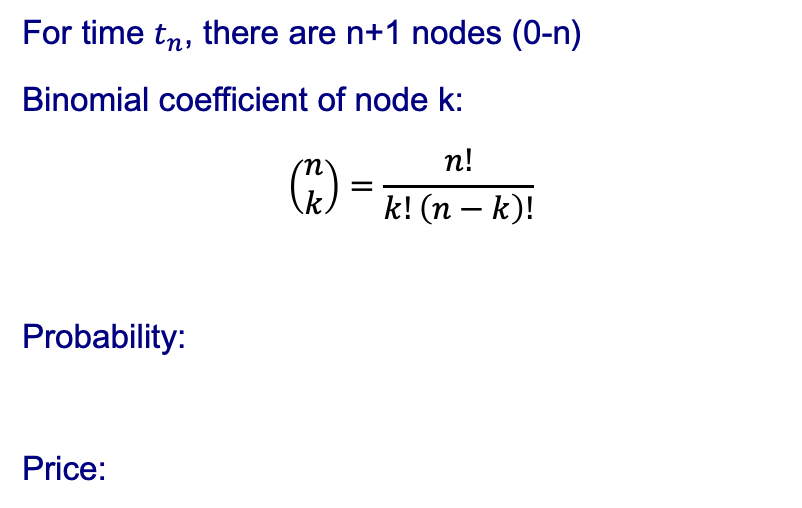 For time tₙ, there are n+1 nodes (0-n)
Binomial coefficient of node k:
(n k) = n! / k! (n − k)!
Probability:
Price: